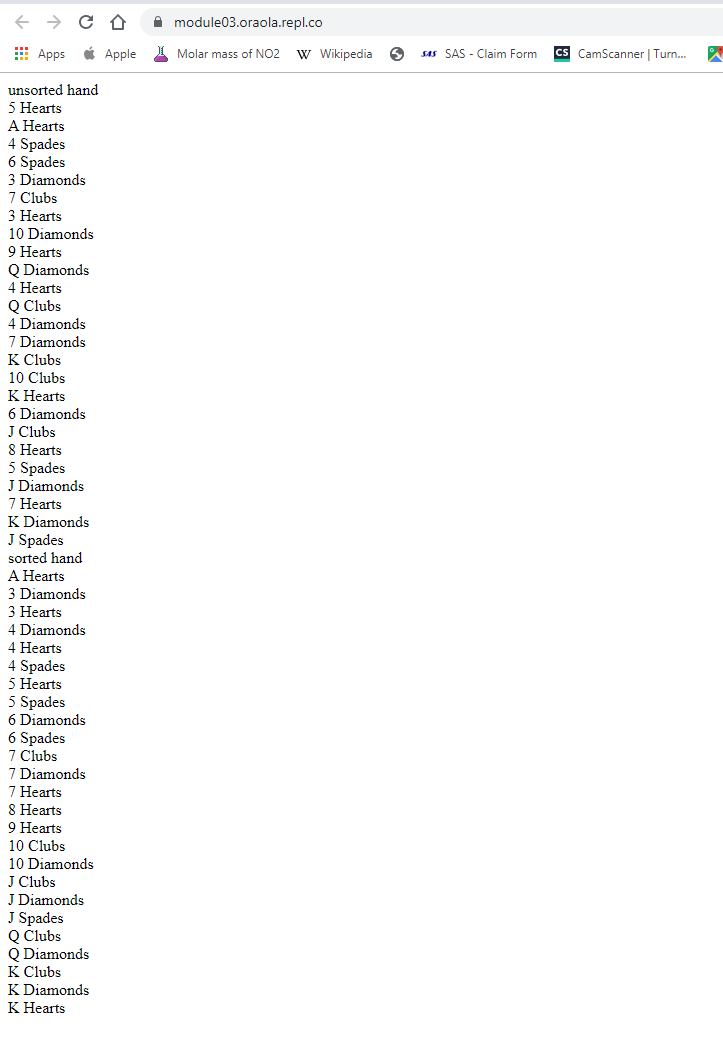 module03.oraola.repl.co
Apps Apple Molar mass of NO2 Wikipedia SAS SAS - Claim Form CS CamScanner | Turn...
unsorted hand
5 Hearts
A Hearts
4 Spades
6 Spades
3 Diamonds
7 Clubs
3 Hearts
10 Diamonds
9 Hearts
Q Diamonds
4 Hearts
Q Clubs
4 Diamonds
7 Diamonds
K Clubs
10 Clubs
K Hearts
6 Diamonds
J Clubs
8 Hearts
5 Spades
J Diamonds
7 Hearts
K Diamonds
J Spades
sorted hand
A Hearts
3 Diamonds
3 Hearts
4 Diamonds
4 Hearts
4 Spades
5 Hearts
5 Spades
6 Diamonds
6 Spades
7 Clubs
7 Diamonds
7 Hearts
8 Hearts
9 Hearts
10 Clubs
10 Diamonds
J Clubs
J Diamonds
J Spades
Q Clubs
Q Diamonds
K Clubs
K Diamonds
K Hearts